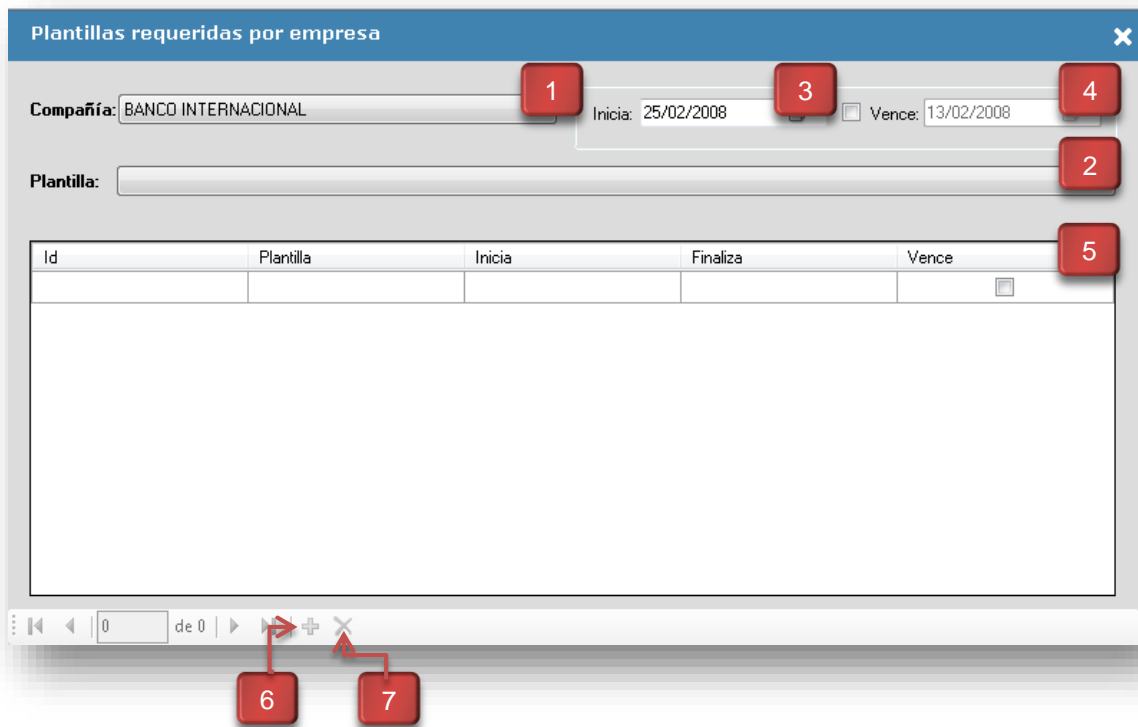 Plantillas requeridas por empresa
Compañía: BANCO INTERNACIONAL 1 Inicia: 25/02/2008 3 Vence: 13/02/2008 4
Plantilla: 2
Id Plantilla Inicia Finaliza Vence 5
0 de 0
6 7